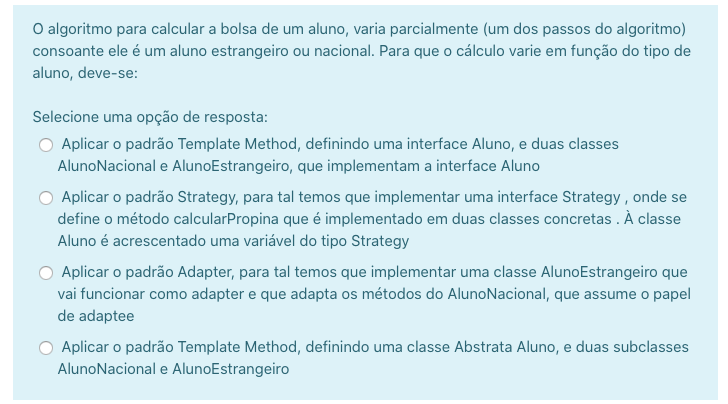 O algoritmo para calcular a bolsa de um aluno, varia parcialmente (um dos passos do algoritmo)
consoante ele é um aluno estrangeiro ou nacional. Para que o cálculo varie em função do tipo de
aluno, deve-se:
Selecione uma opção de resposta:
Aplicar o padrão Template Method, definindo uma interface Aluno, e duas classes
AlunoNacional e AlunoEstrangeiro, que implementam a interface Aluno
Aplicar o padrão Strategy, para tal temos que implementar uma interface Strategy , onde se
define o método calcularPropina que é implementado em duas classes concretas . À classe
Aluno é acrescentado uma variável do tipo Strategy
Aplicar o padrão Adapter, para tal temos que implementar uma classe AlunoEstrangeiro que
vai funcionar como adapter e que adapta os métodos do AlunoNacional, que assume o papel
de adaptee
Aplicar o padrão Template Method, definindo uma classe Abstrata Aluno, e duas subclasses
AlunoNacional e AlunoEstrangeiro